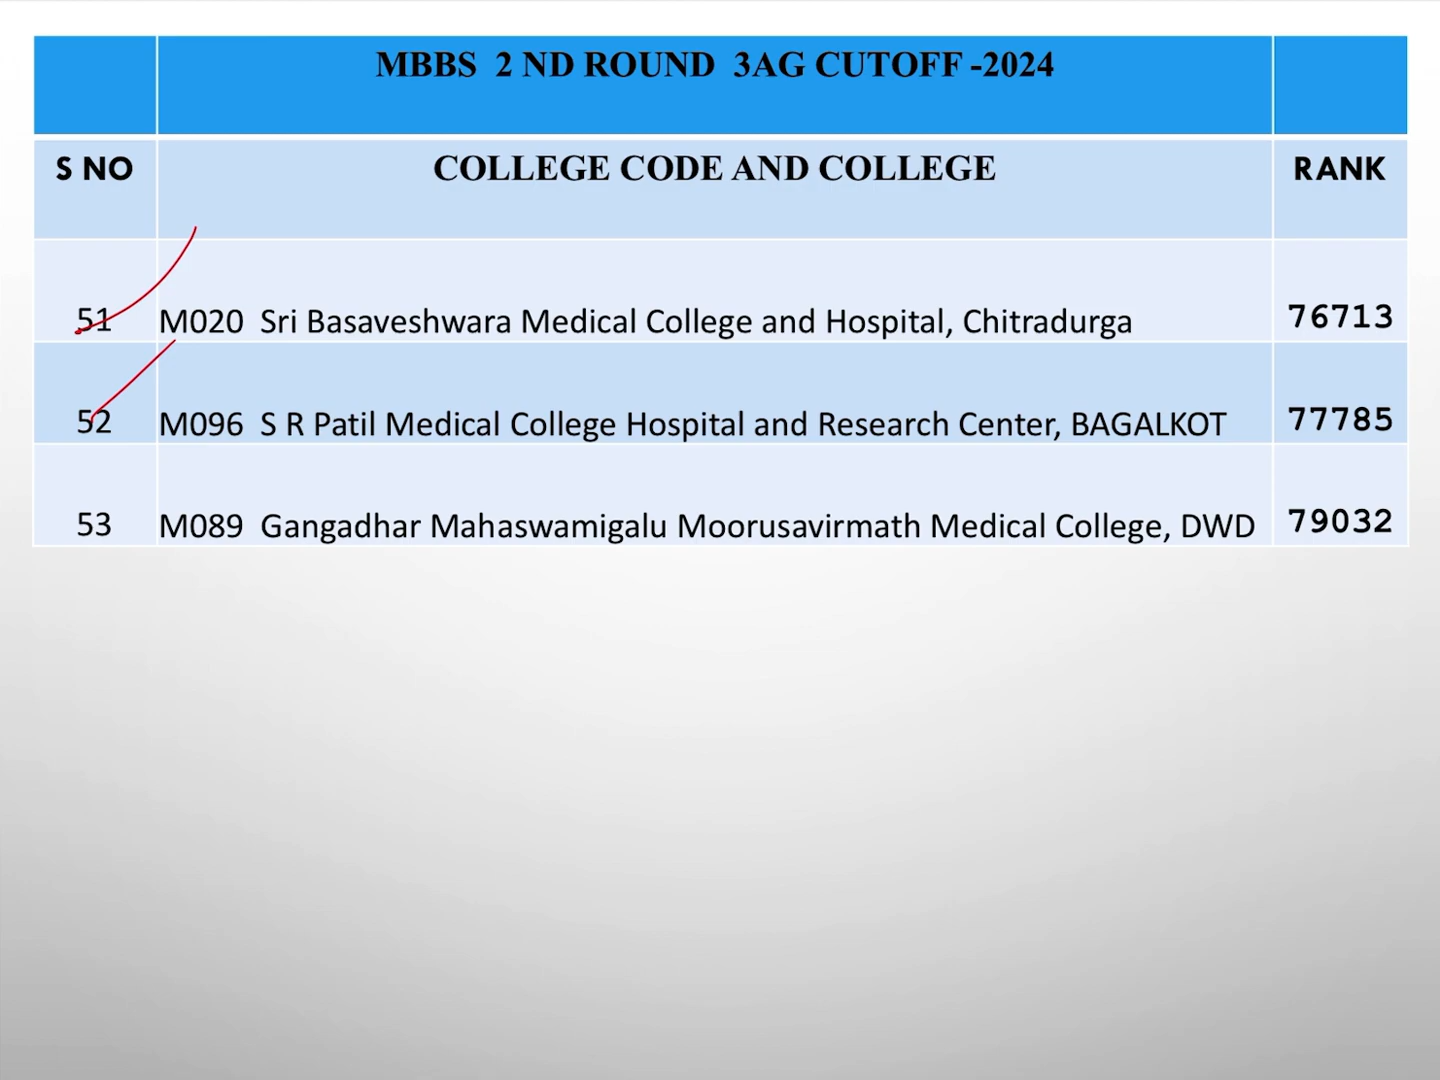 MBBS 2 ND ROUND 3AG CUTOFF -2024
S NO COLLEGE CODE AND COLLEGE RANK
51 M020 Sri Basaveshwara Medical College and Hospital, Chitradurga 76713
52 M096 S R Patil Medical College Hospital and Research Center, BAGALKOT 77785
53 M089 Gangadhar Mahaswamigalu Moorusavirmath Medical College, DWD 79032